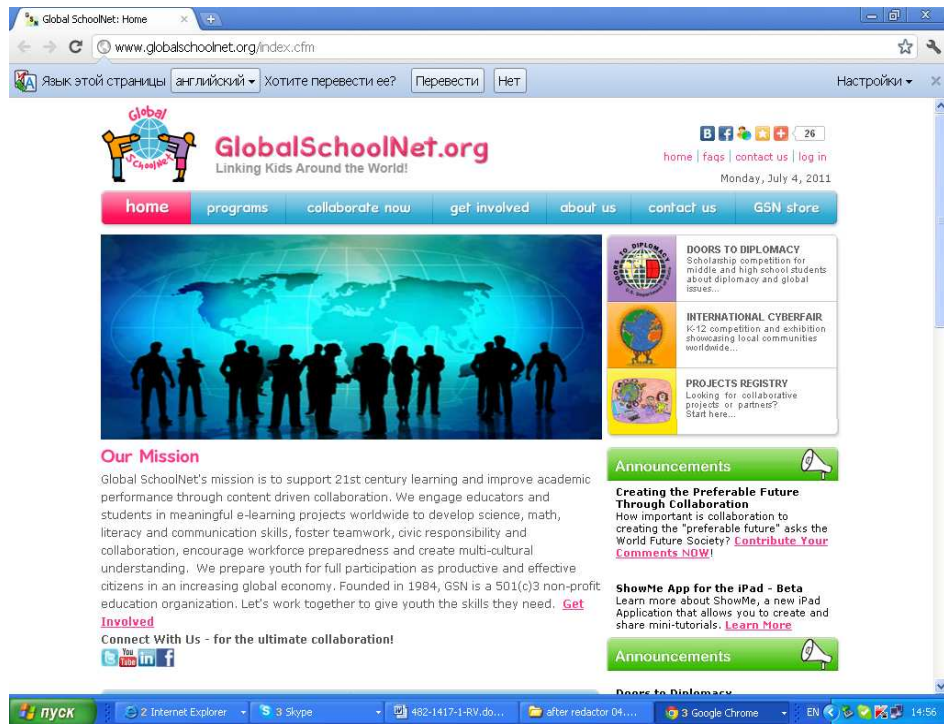 Global SchoolNet: Home
www.globalschoolnet.org/index.cfm
Язык этой страницы английский Хотите перевести ее? Перевести Нет Настройки
Global
SchoolNet
GlobalSchoolNet.org
Linking Kids Around the World!
26
home | faqs | contact us | log in
Monday, July 4, 2011
home programs collaborate now get involved about us contact us GSN store
DOORS TO DIPLOMACY
Scholarship competition for
middle and high school students
about diplomacy and global
issues...
INTERNATIONAL CYBERFAIR
K-12 competition and exhibition
showcasing local communities
worldwide...
PROJECTS REGISTRY
Looking for collaborative
projects or partners?
Start here...
Our Mission
Global SchoolNet's mission is to support 21st century learning and improve academic
performance through content driven collaboration. We engage educators and
students in meaningful e-learning projects worldwide to develop science, math,
literacy and communication skills, foster teamwork, civic responsibility and
collaboration, encourage workforce preparedness and create multi-cultural
understanding. We prepare youth for full participation as productive and effective
citizens in an increasing global economy. Founded in 1984, GSN is a 501(c)3 non-profit
education organization. Let's work together to give youth the skills they need. Get
Involved
Connect With Us - for the ultimate collaboration!
You
Tube in f
Announcements
Creating the Preferable Future
Through Collaboration
How important is collaboration to
creating the "preferable future" asks the
World Future Society? Contribute Your
Comments NOW!
ShowMe App for the iPad - Beta
Learn more about ShowMe, a new iPad
Application that allows you to create and
share mini-tutorials. Learn More
Announcements
Doors to Diplomacy
пуск 2 Internet Explorer 3 Skype 482-1417-1-RV.do... after redactor 04.... 3 Google Chrome EN 14:56